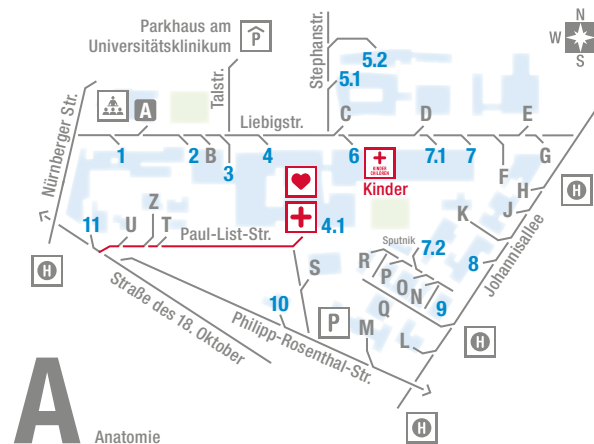 Parkhaus am
Universitätsklinikum
P
N
W
S
Stephanstr.
5.2
5.1
Talstr.
Nürnberger Str.
A
Liebigstr.
C
D
E
1
2
B
3
4
6
7.1
7
F
G
KINDER
CHILDREN
Kinder
H
H
J
K
Johannisallee
11
U
Z
T
Paul-List-Str.
4.1
Sputnik
7.2
8
R
P
O
N
9
S
Q
H
Straße des 18. Oktober
10
Philipp-Rosenthal-Str.
P
M
L
H
H
A
Anatomie